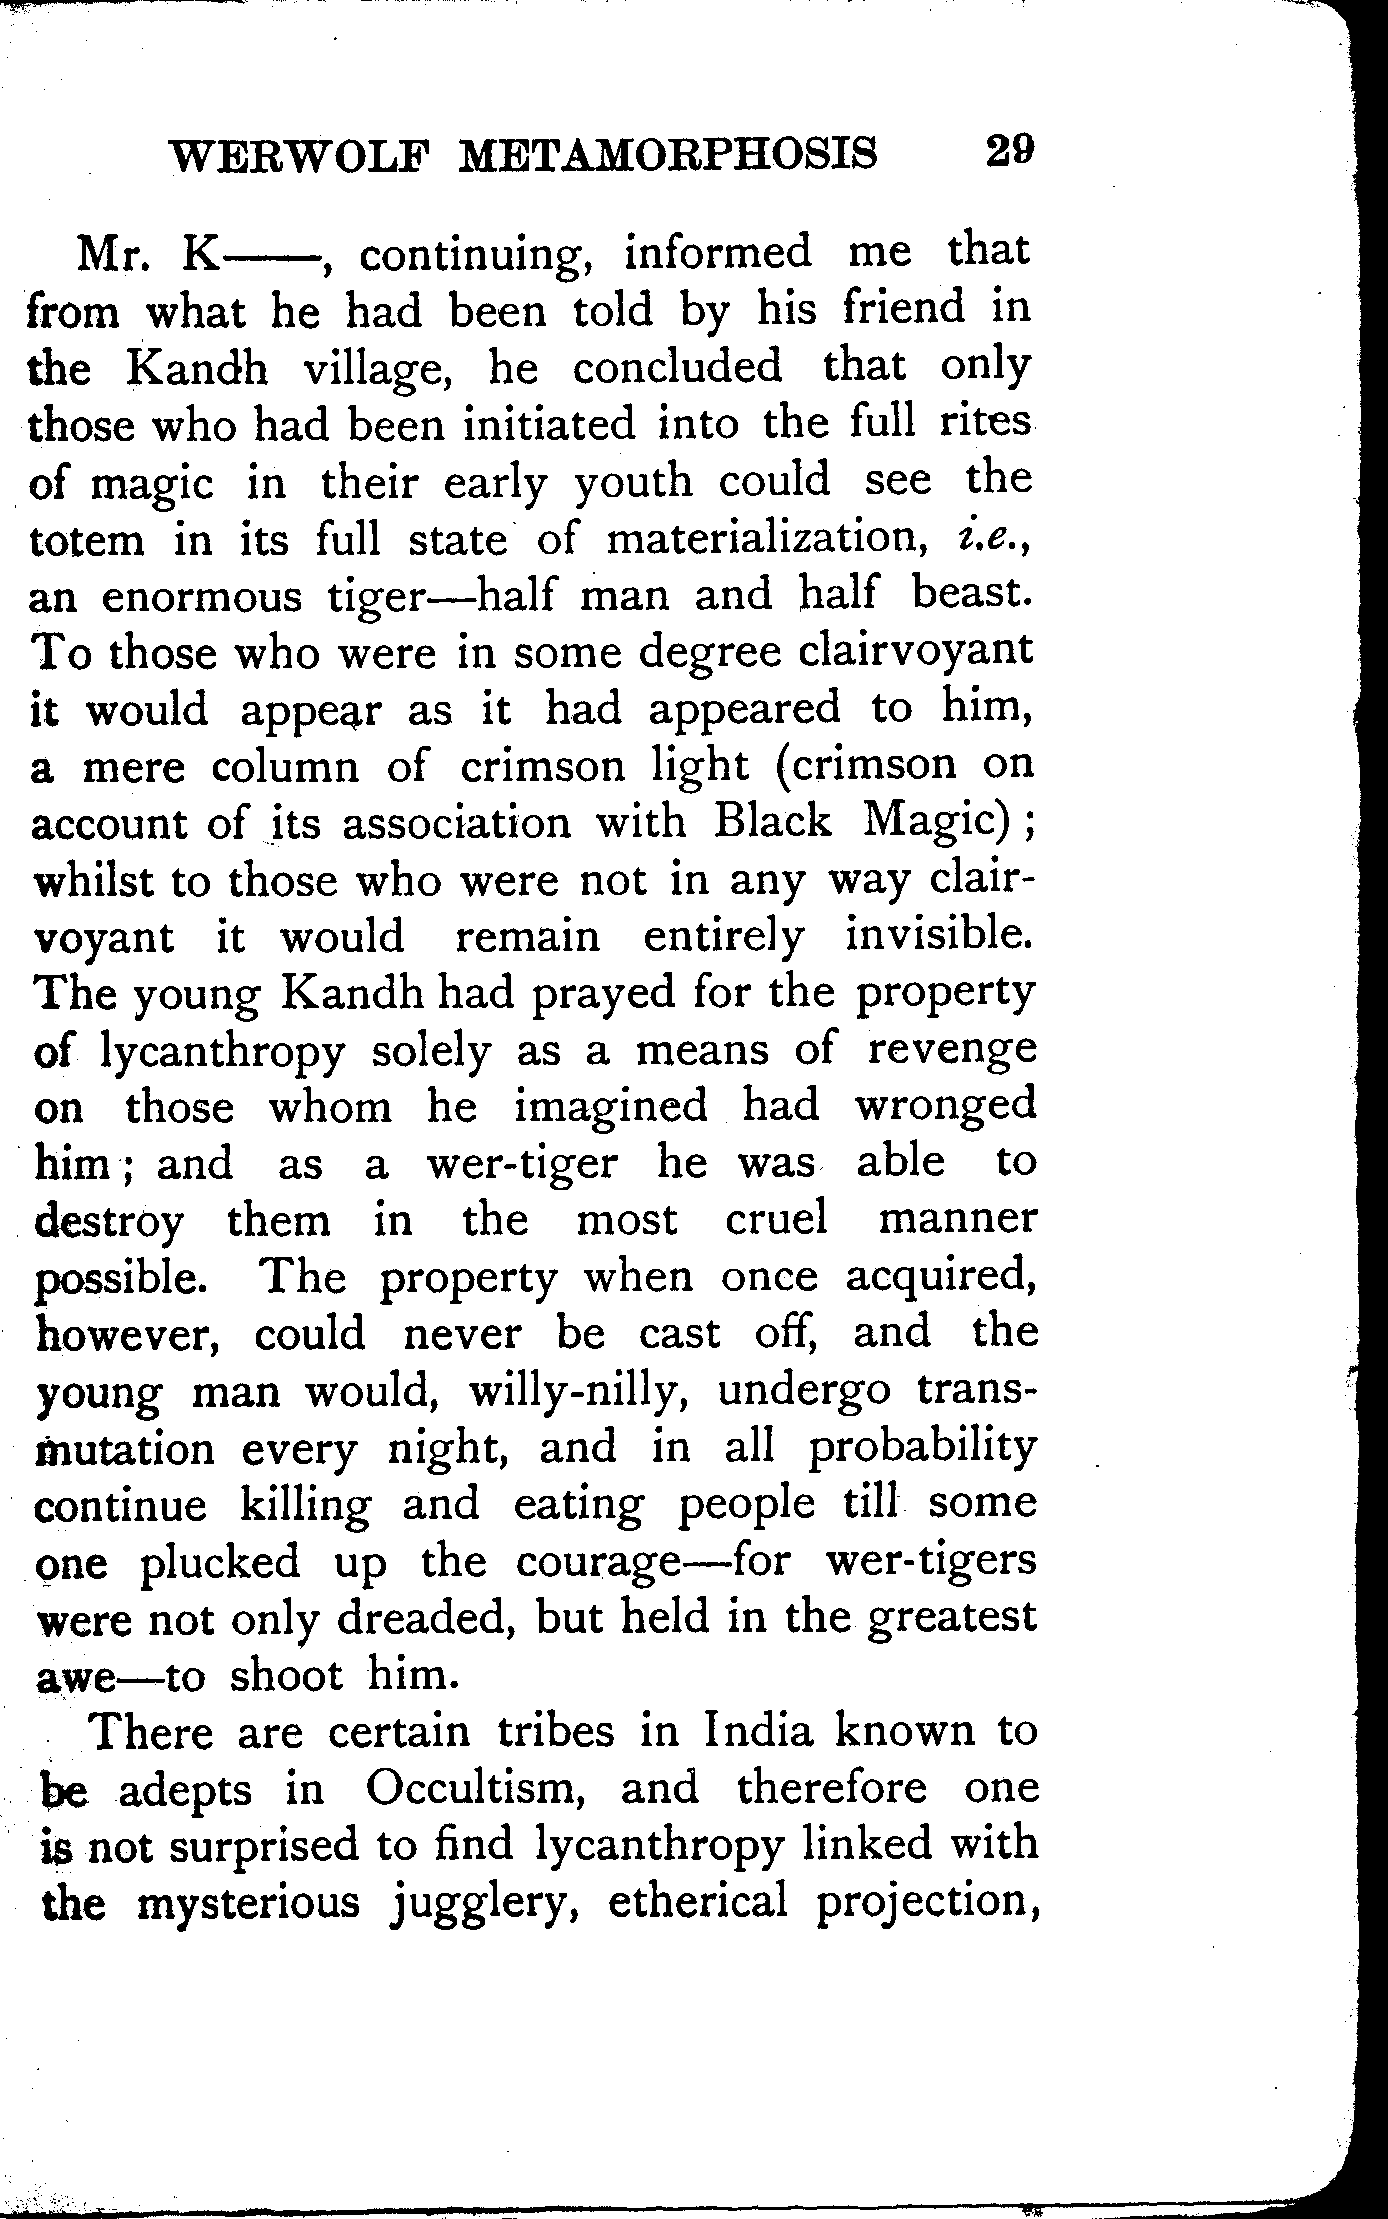 WERWOLF METAMORPHOSIS 29
Mr. K——, continuing, informed me that
from what he had been told by his friend in
the Kandh village, he concluded that only
those who had been initiated into the full rites
of magic in their early youth could see the
totem in its full state of materialization, i.e.,
an enormous tiger—half man and half beast.
To those who were in some degree clairvoyant
it would appear as it had appeared to him,
a mere column of crimson light (crimson on
account of its association with Black Magic) ;
whilst to those who were not in any way clair-
voyant it would remain entirely invisible.
The young Kandh had prayed for the property
of lycanthropy solely as a means of revenge
on those whom he imagined had wronged
him ; and as a wer-tiger he was able to
destroy them in the most cruel manner
possible. The property when once acquired,
however, could never be cast off, and the
young man would, willy-nilly, undergo trans-
mutation every night, and in all probability
continue killing and eating people till some
one plucked up the courage—for wer-tigers
were not only dreaded, but held in the greatest
awe—to shoot him.
There are certain tribes in India known to
be adepts in Occultism, and therefore one
is not surprised to find lycanthropy linked with
the mysterious jugglery, etherical projection,